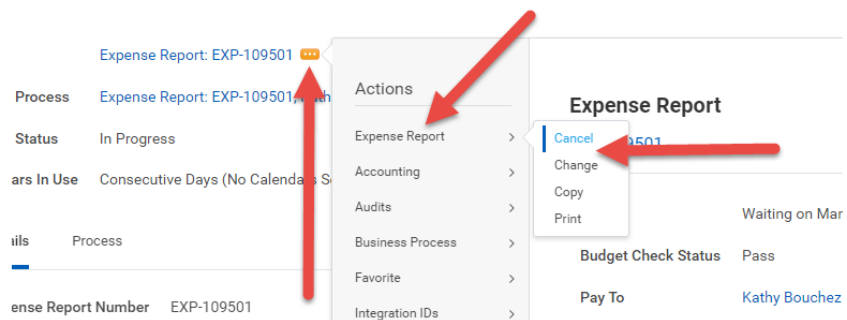 Expense Report: EXP-109501
Process Expense Report: EXP-109501,
Status In Progress
ars In Use Consecutive Days (No Calendars S
ails Process
ense Report Number EXP-109501
Actions
Expense Report
Accounting
Audits
Business Process
Favorite
Integration IDs
Cancel
Change
Copy
Print
Expense Report
9501
Waiting on Mar
Budget Check Status Pass
Pay To Kathy Bouchez